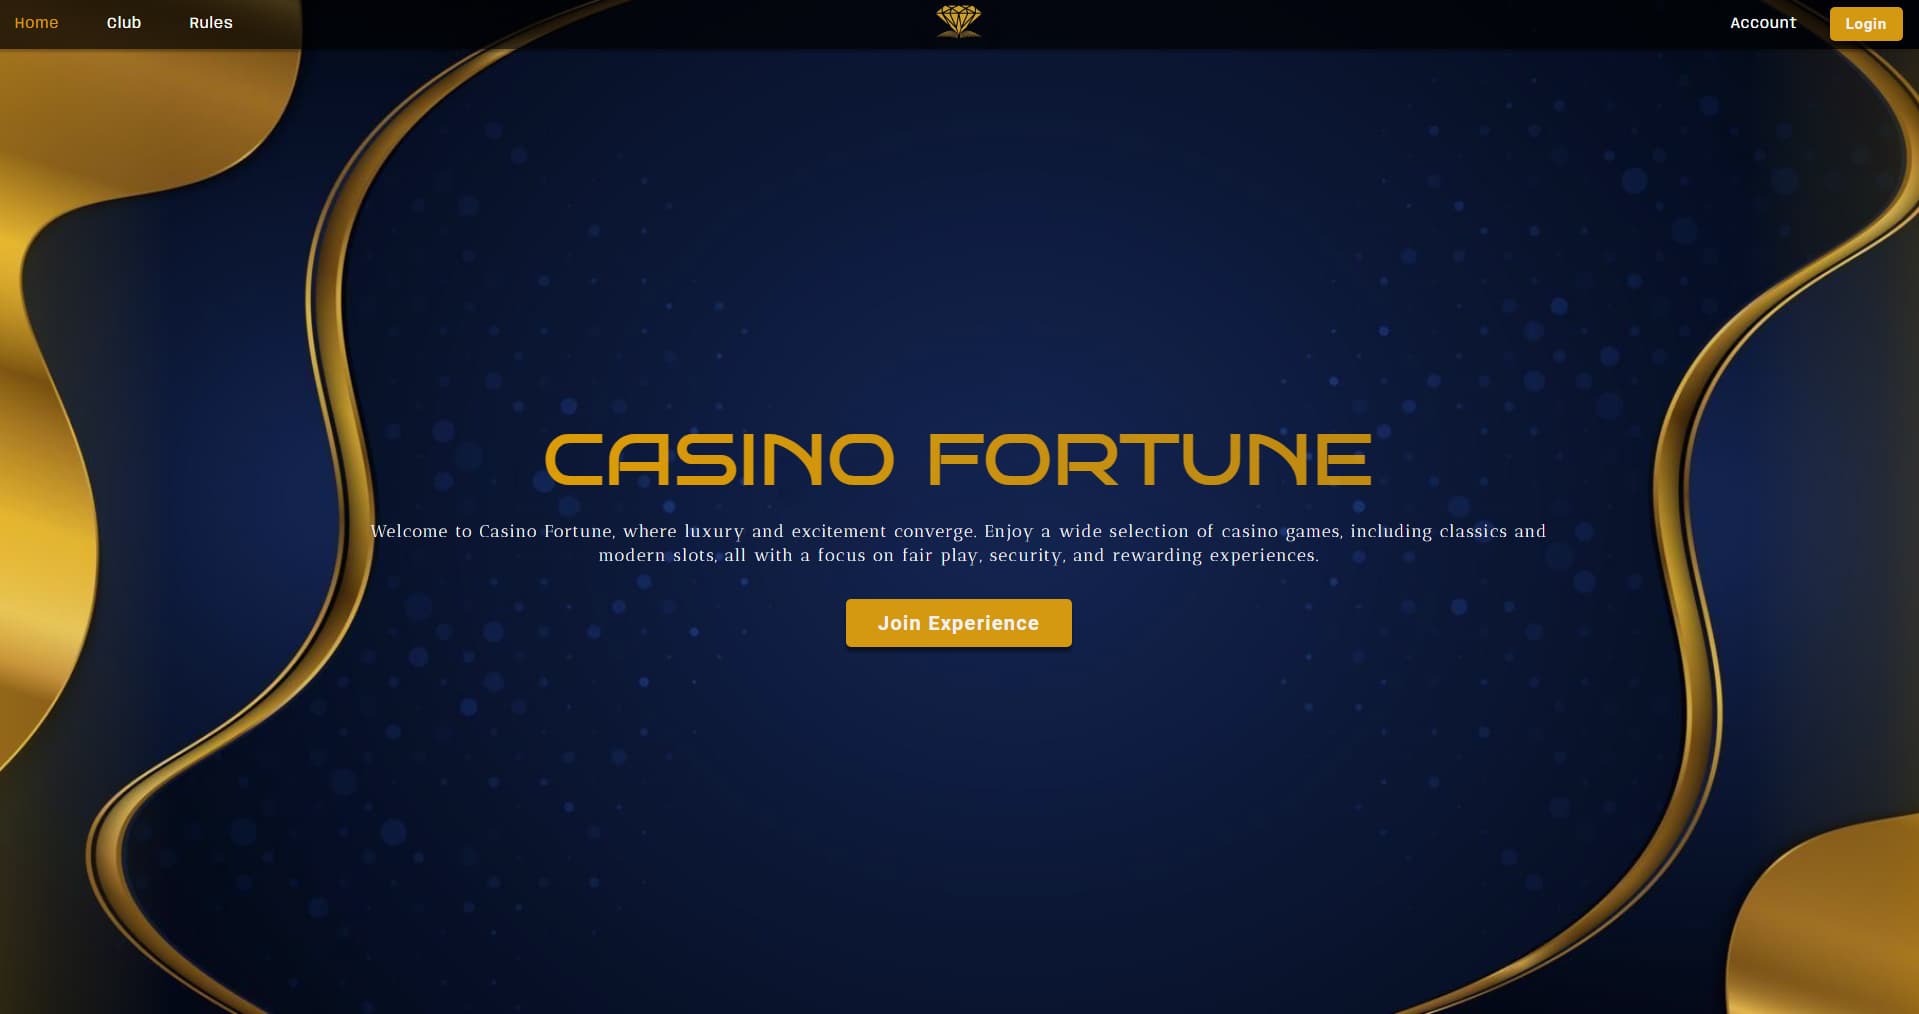 Home Club Rules Account Login
CASINO FORTUNE
Welcome to Casino Fortune, where luxury and excitement converge. Enjoy a wide selection of casino games, including classics and
modern slots, all with a focus on fair play, security, and rewarding experiences.
Join Experience